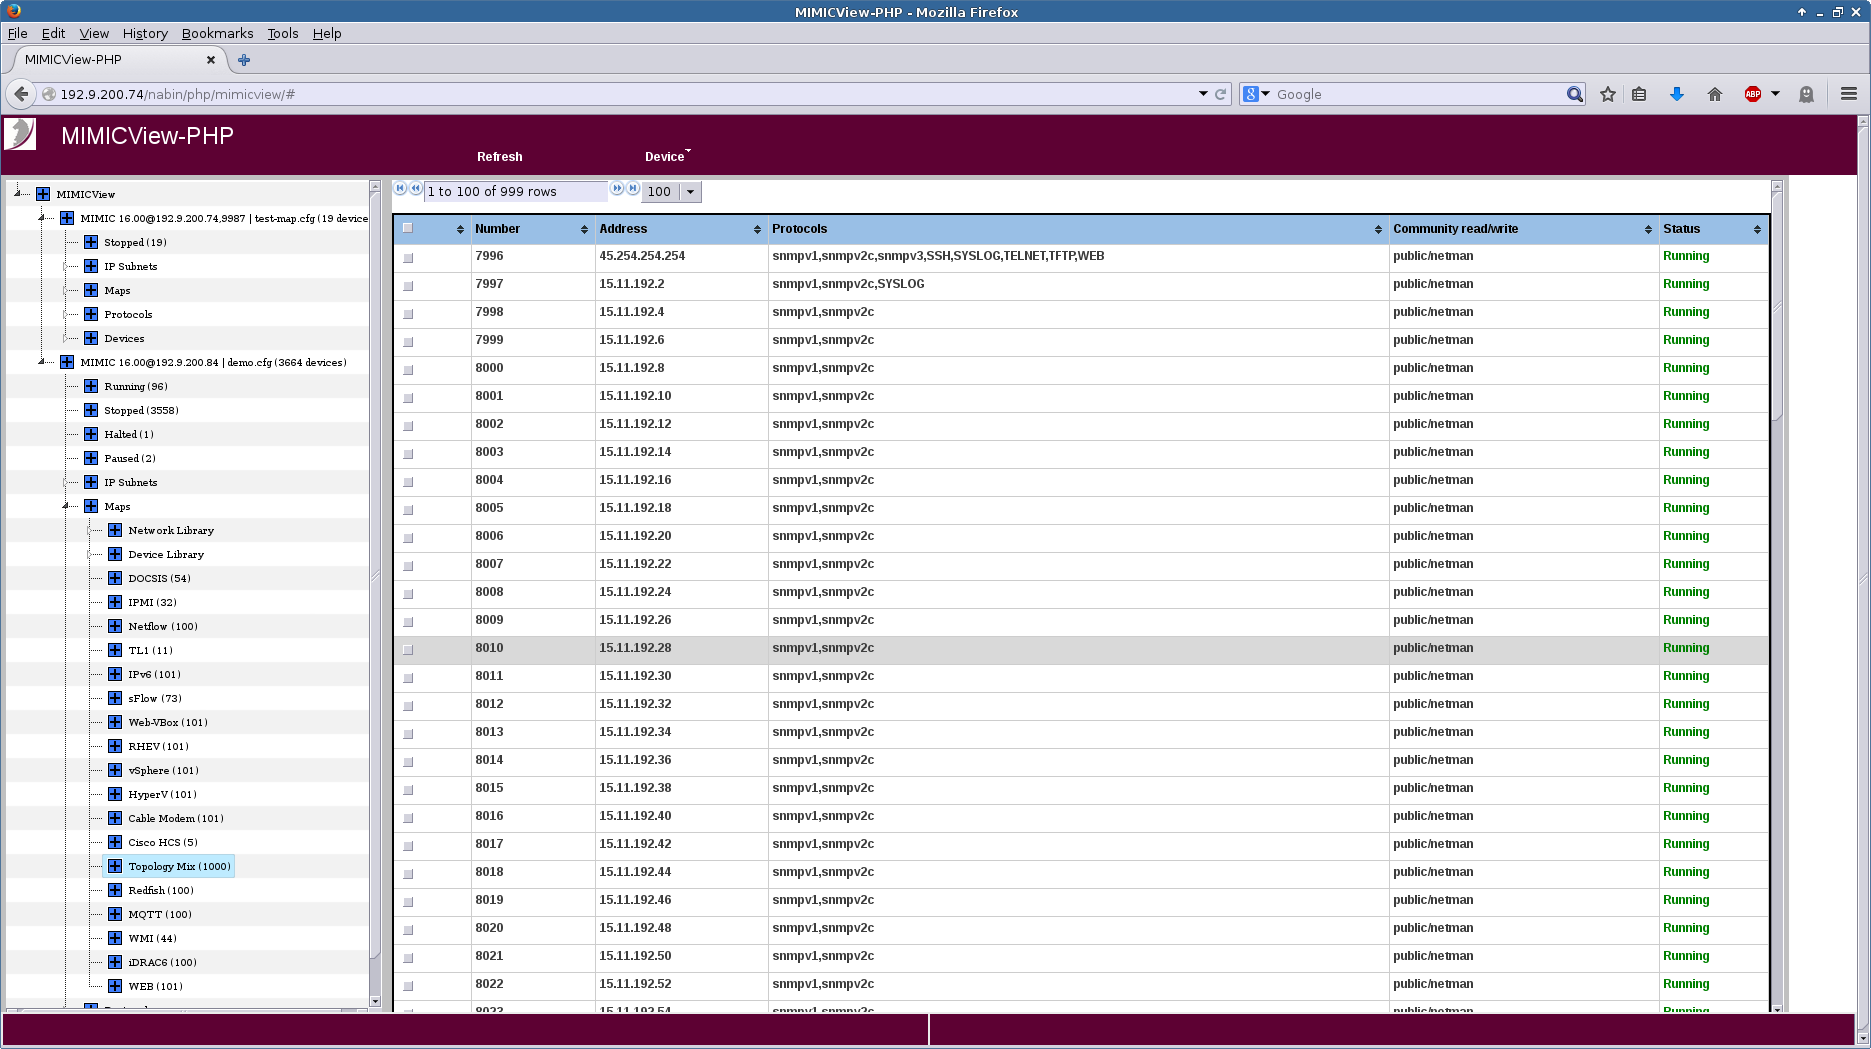 MIMICView-PHP - Mozilla Firefox
File Edit View History Bookmarks Tools Help
MIMICView-PHP
192.9.200.74/nabin/php/mimicview/#
Google
ABP
MIMICView-PHP
Refresh
Device
MIMICView
MIMIC 16.00@192.9.200.74,9987 | test-map.cfg (19 device
Stopped (19)
IP Subnets
Maps
Protocols
Devices
MIMIC 16.00@192.9.200.84 | demo.cfg (3664 devices)
Running (96)
Stopped (3558)
Halted (1)
Paused (2)
IP Subnets
Maps
Network Library
Device Library
DOCSIS (54)
IPMI (32)
Netflow (100)
TL1 (11)
IPv6 (101)
sFlow (73)
Web-VBox (101)
RHEV (101)
vSphere (101)
HyperV (101)
Cable Modem (101)
Cisco HCS (5)
Topology Mix (1000)
Redfish (100)
MQTT (100)
WMI (44)
iDRAC6 (100)
WEB (101)
1 to 100 of 999 rows
100
Number Address Protocols Community read/write Status
7996 45.254.254.254 snmpv1,snmpv2c,snmpv3,SSH,SYSLOG,TELNET,TFTP,WEB public/netman Running
7997 15.11.192.2 snmpv1,snmpv2c,SYSLOG public/netman Running
7998 15.11.192.4 snmpv1,snmpv2c public/netman Running
7999 15.11.192.6 snmpv1,snmpv2c public/netman Running
8000 15.11.192.8 snmpv1,snmpv2c public/netman Running
8001 15.11.192.10 snmpv1,snmpv2c public/netman Running
8002 15.11.192.12 snmpv1,snmpv2c public/netman Running
8003 15.11.192.14 snmpv1,snmpv2c public/netman Running
8004 15.11.192.16 snmpv1,snmpv2c public/netman Running
8005 15.11.192.18 snmpv1,snmpv2c public/netman Running
8006 15.11.192.20 snmpv1,snmpv2c public/netman Running
8007 15.11.192.22 snmpv1,snmpv2c public/netman Running
8008 15.11.192.24 snmpv1,snmpv2c public/netman Running
8009 15.11.192.26 snmpv1,snmpv2c public/netman Running
8010 15.11.192.28 snmpv1,snmpv2c public/netman Running
8011 15.11.192.30 snmpv1,snmpv2c public/netman Running
8012 15.11.192.32 snmpv1,snmpv2c public/netman Running
8013 15.11.192.34 snmpv1,snmpv2c public/netman Running
8014 15.11.192.36 snmpv1,snmpv2c public/netman Running
8015 15.11.192.38 snmpv1,snmpv2c public/netman Running
8016 15.11.192.40 snmpv1,snmpv2c public/netman Running
8017 15.11.192.42 snmpv1,snmpv2c public/netman Running
8018 15.11.192.44 snmpv1,snmpv2c public/netman Running
8019 15.11.192.46 snmpv1,snmpv2c public/netman Running
8020 15.11.192.48 snmpv1,snmpv2c public/netman Running
8021 15.11.192.50 snmpv1,snmpv2c public/netman Running
8022 15.11.192.52 snmpv1,snmpv2c public/netman Running
8023 15.11.192.54 snmpv1,snmpv2c public/netman Running